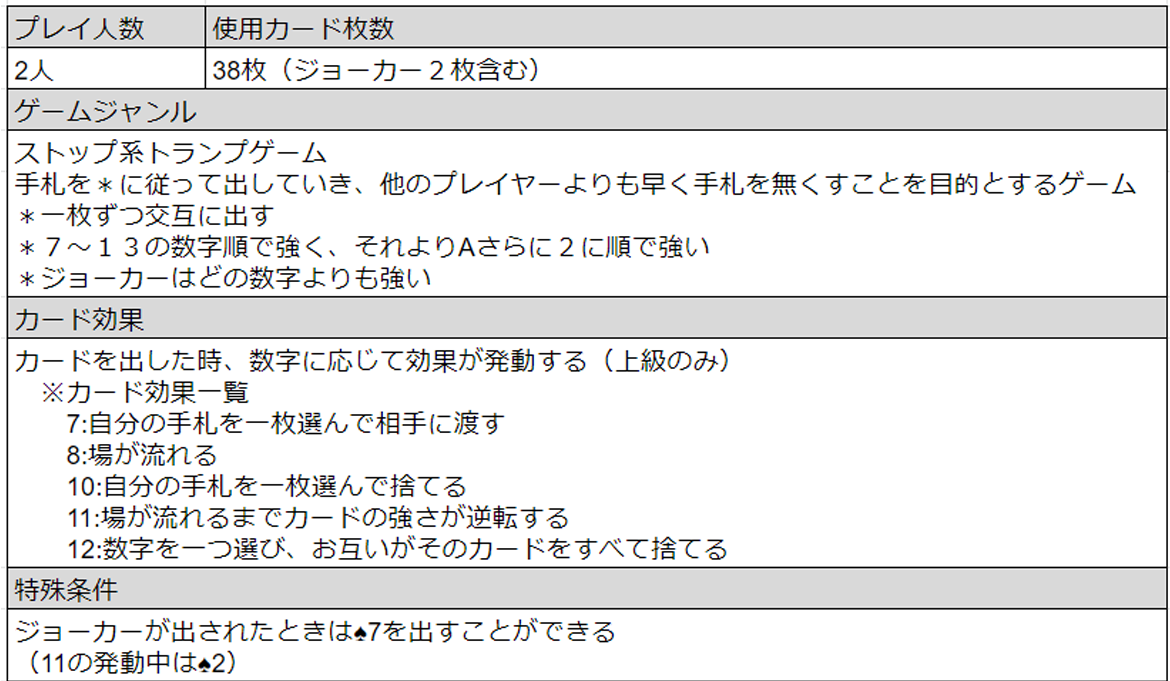 プレイ人数 使用カード枚数
2人 38枚（ジョーカー２枚含む）
ゲームジャンル
ストップ系トランプゲーム
手札を＊に従って出していき、他のプレイヤーよりも早く手札を無くすことを目的とするゲーム
＊一枚ずつ交互に出す
＊７～１３の数字順で強く、それよりAさらに２に順で強い
＊ジョーカーはどの数字よりも強い
カード効果
カードを出した時、数字に応じて効果が発動する（上級のみ）
※カード効果一覧
7:自分の手札を一枚選んで相手に渡す
8:場が流れる
10:自分の手札を一枚選んで捨てる
11:場が流れるまでカードの強さが逆転する
12:数字を一つ選び、お互いがそのカードをすべて捨てる
特殊条件
ジョーカーが出されたときは♠7を出すことができる
（11の発動中は♠2）